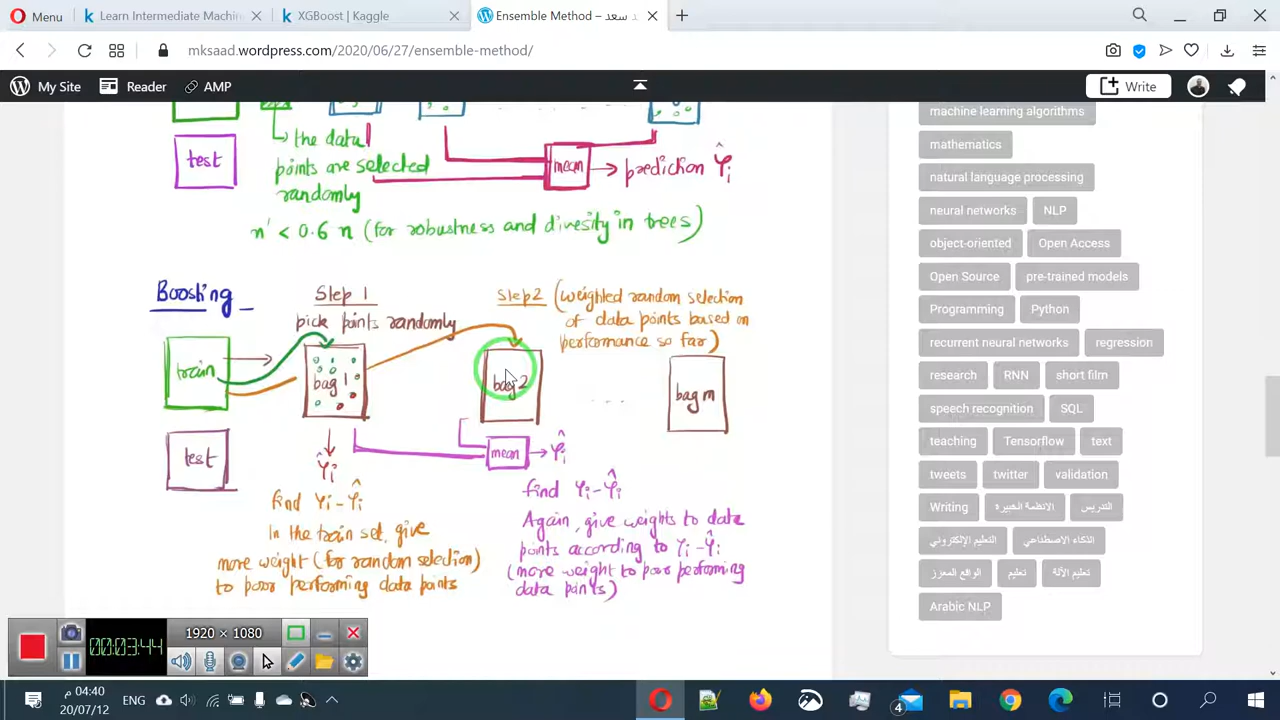 Menu
Learn Intermediate Machin
XGBoost | Kaggle
Ensemble Method – د سعد
mksaad.wordpress.com/2020/06/27/ensemble-method/
My Site
Reader
AMP
Write
the data
points are selected
randomly
test
mean
prediction Ŷi
n' < 0.6 n (for robustness and divesity in trees)
Boosting
Step 1
pick points randomly
Step2 (weighted random selection
of data points based on
performance so far)
train
bag 1
bag 2
bag m
test
Ŷi
mean
Ŷi
find Yi - Ŷi
In the train set, give
more weight (for random selection)
to poor performing data points
find Yi - Ŷi
Again, give weights to data
points according to Yi - Ŷi
(more weight to poor performing
data points)
machine learning algorithms
mathematics
natural language processing
neural networks
NLP
object-oriented
Open Access
Open Source
pre-trained models
Programming
Python
recurrent neural networks
regression
research
RNN
short film
speech recognition
SQL
teaching
Tensorflow
text
tweets
twitter
validation
Writing
الانظمة الخبيره
التدريس
التعليم الإلكتروني
الذكاء الاصطناعي
الواقع المعزز
تعليم
تعليم الآلة
Arabic NLP
00:03:44
1920 × 1080
04:40 م
20/07/12
ENG
4